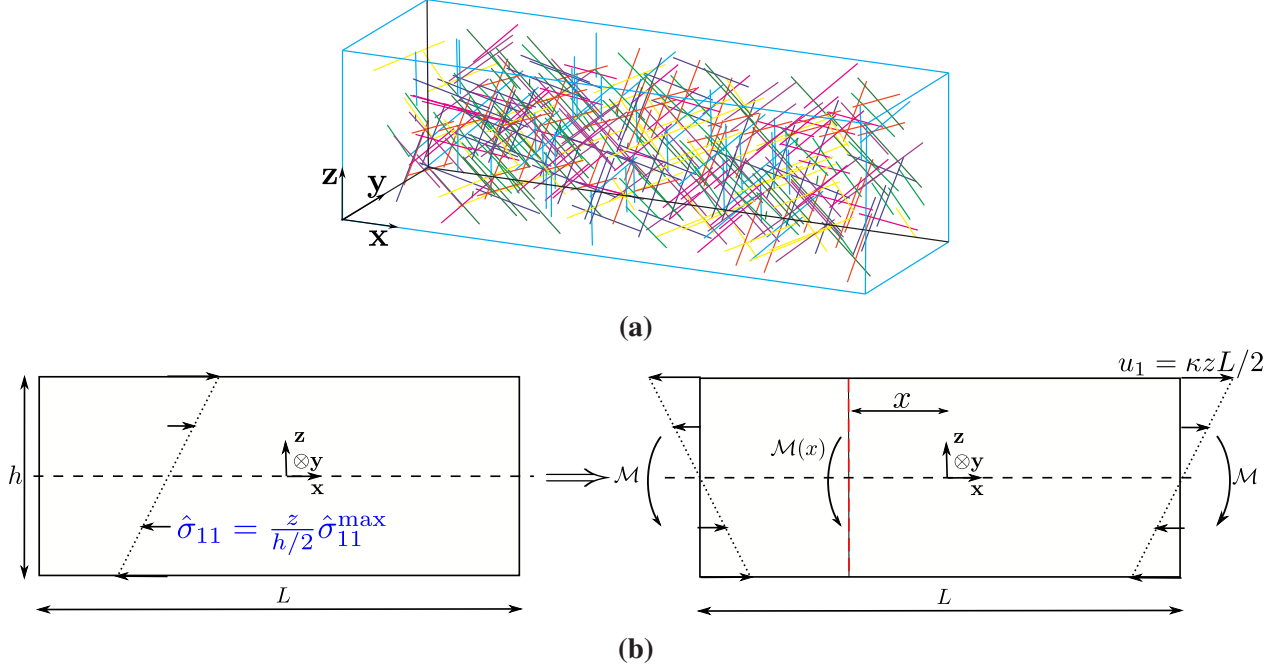 z
y
x
(a)
u₁ = κzL/2
h
z
⊗y
x
σ̂₁₁ = z/(h/2) σ̂₁₁^max
L
ℳ
ℳ(x)
x
z
⊗y
x
ℳ
L
(b)